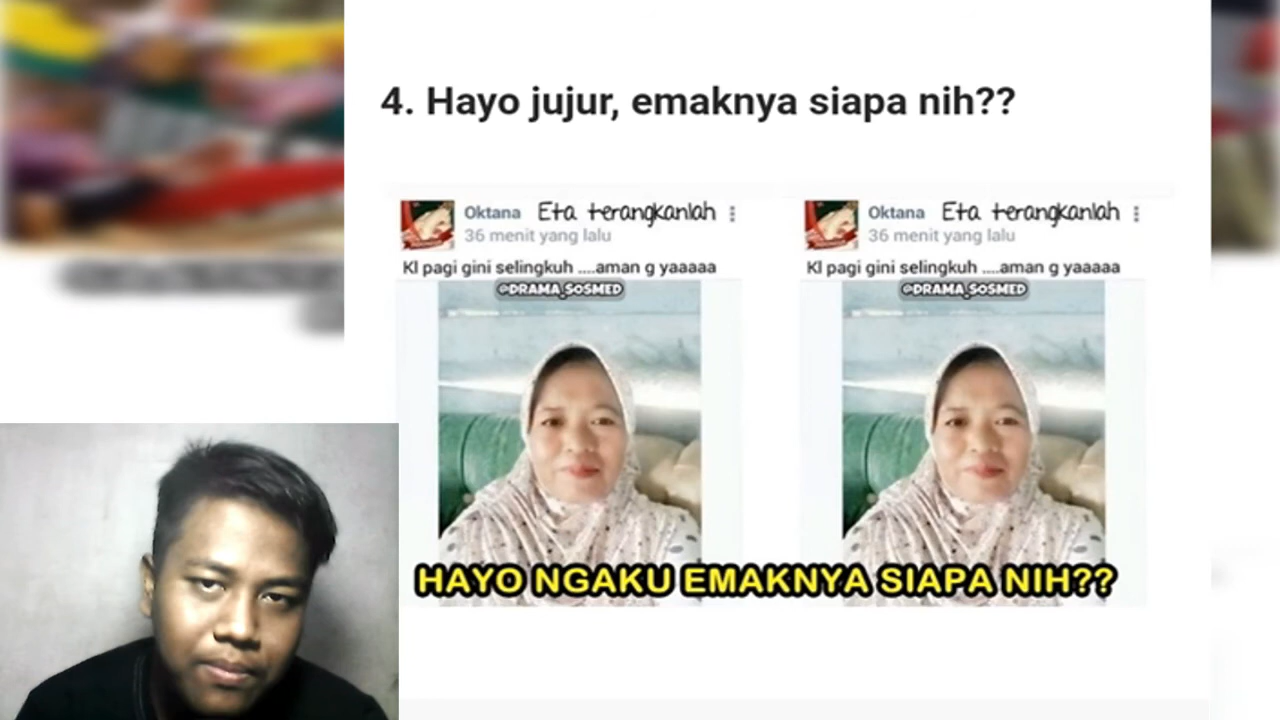 4. Hayo jujur, emaknya siapa nih??
Oktana Eta terangkanlah
36 menit yang lalu
Kl pagi gini selingkuh ....aman g yaaaaa
@DRAMA_SOSMED
Oktana Eta terangkanlah
36 menit yang lalu
Kl pagi gini selingkuh ....aman g yaaaaa
@DRAMA_SOSMED
HAYO NGAKU EMAKNYA SIAPA NIH??